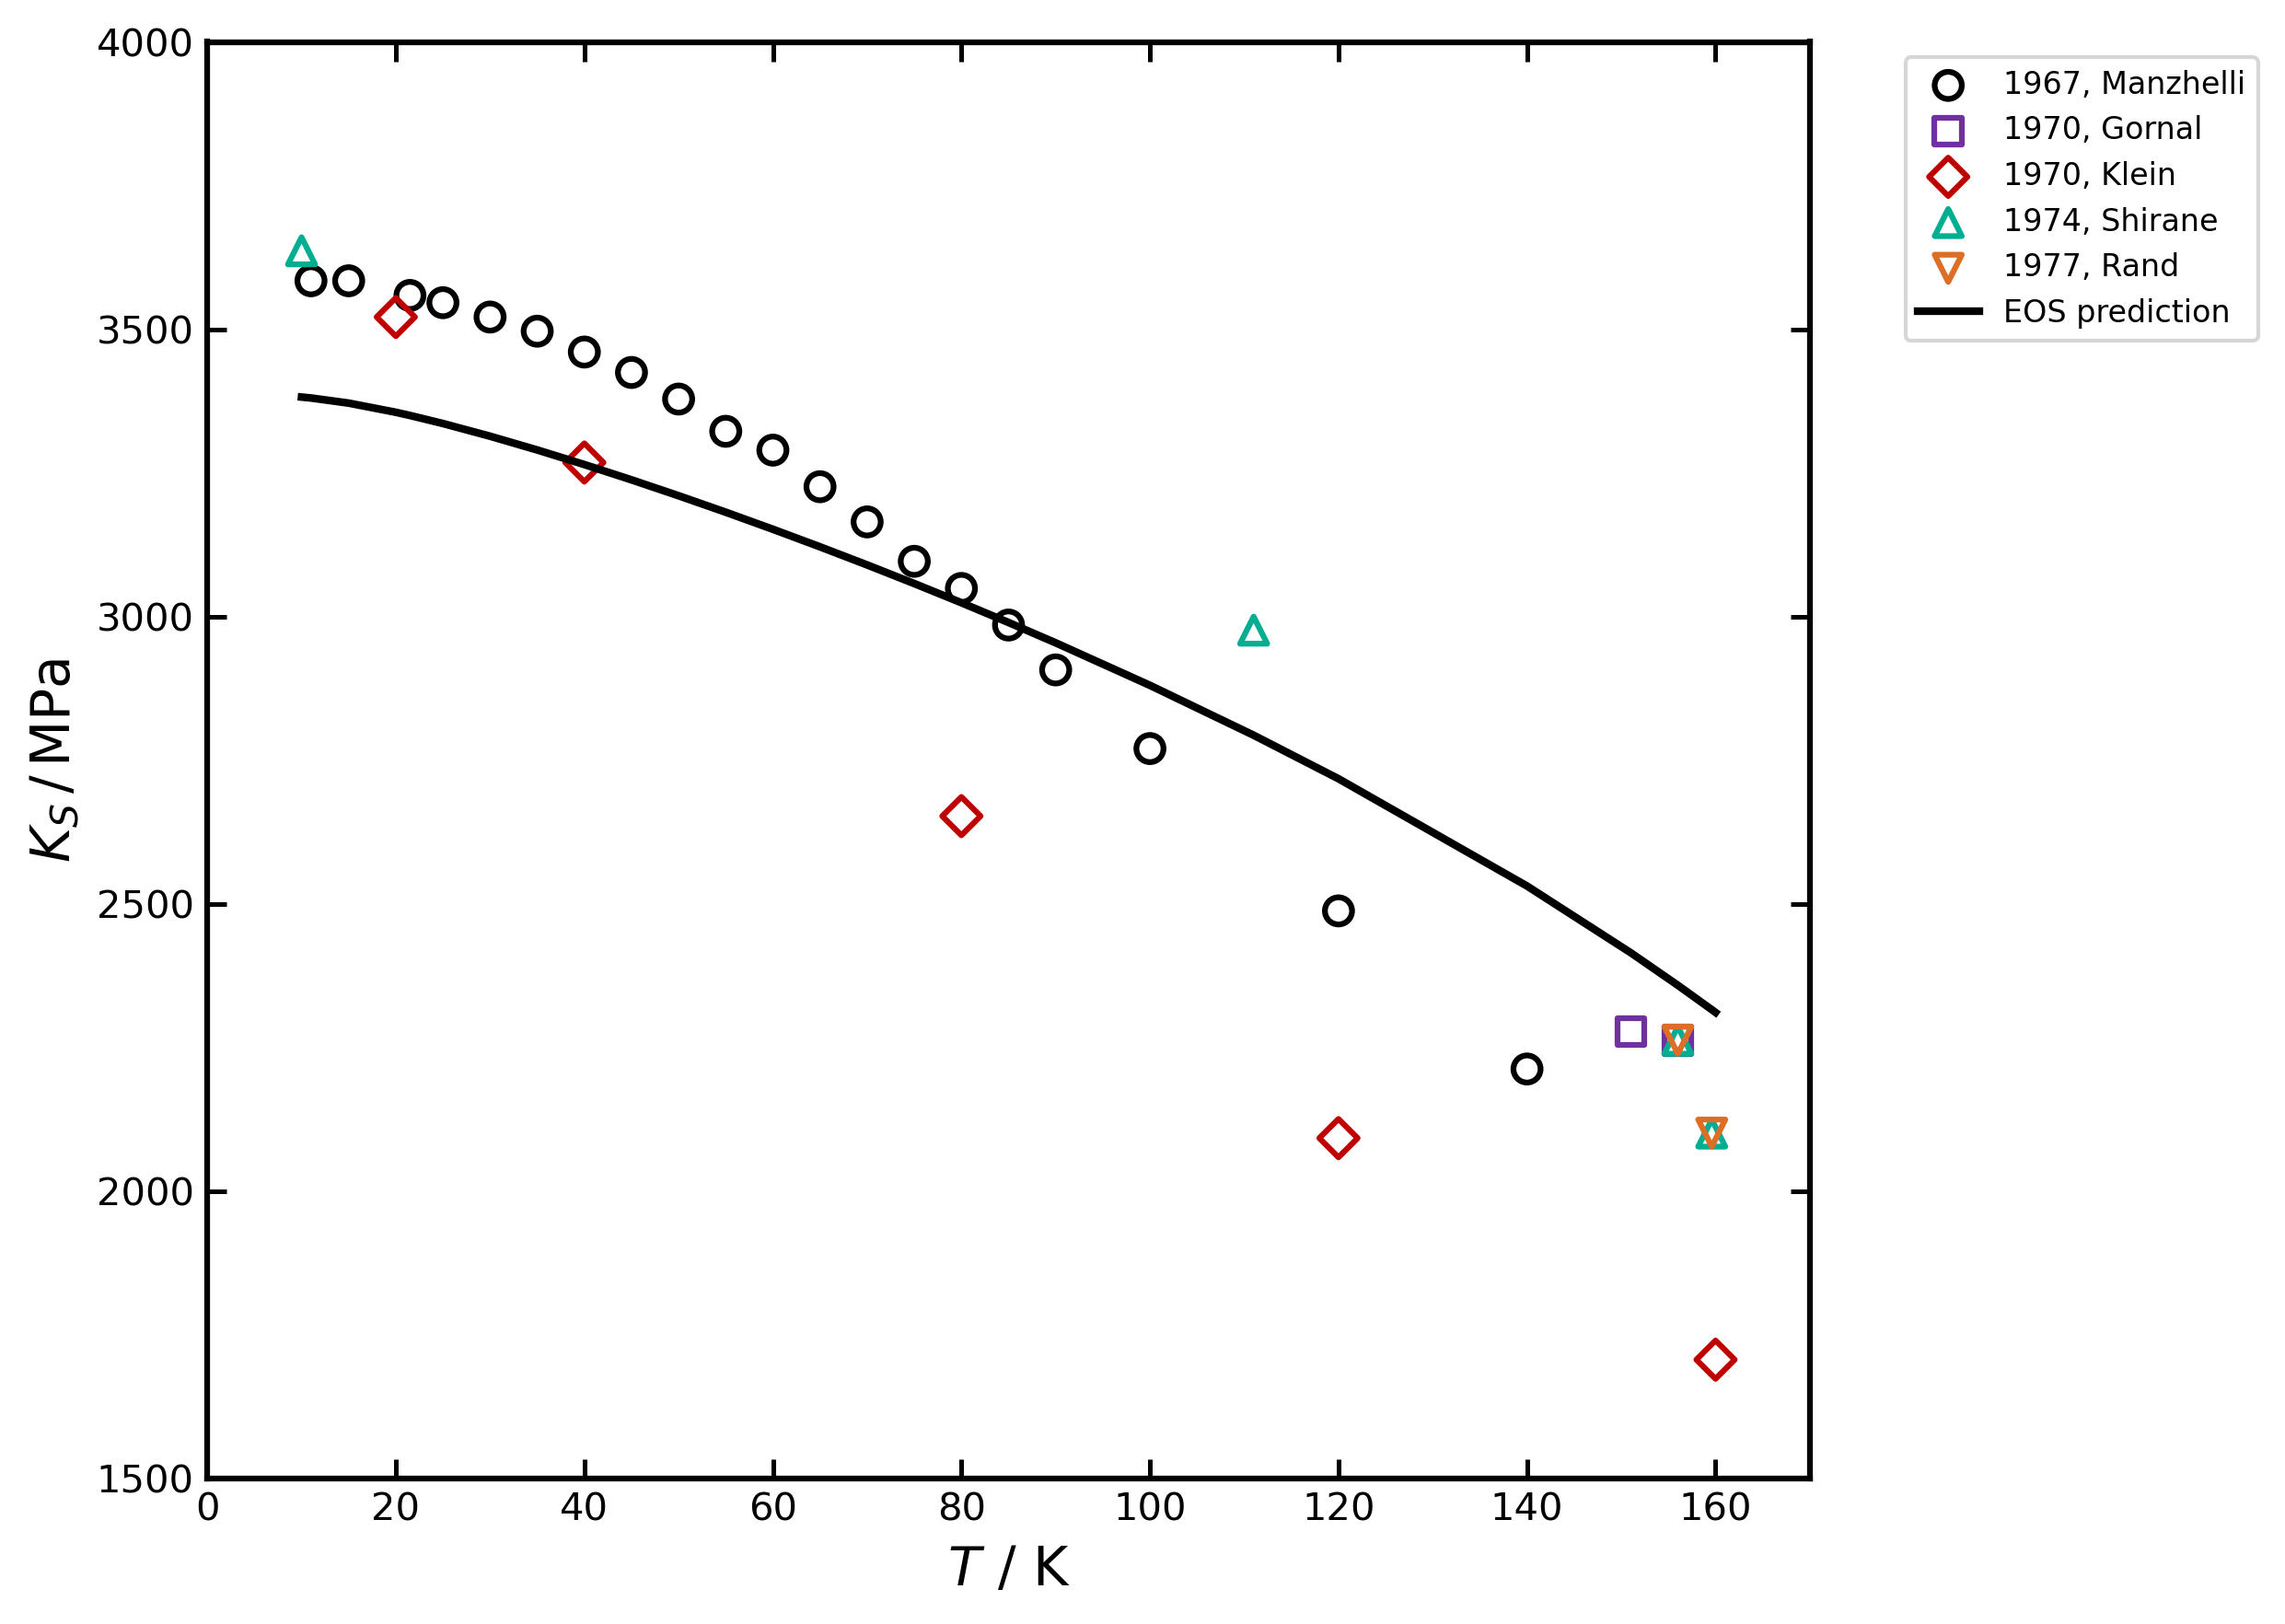 4000
3500
3000
2500
2000
1500
K_S / MPa
0 20 40 60 80 100 120 140 160
T / K
1967, Manzhelli
1970, Gornal
1970, Klein
1974, Shirane
1977, Rand
EOS prediction